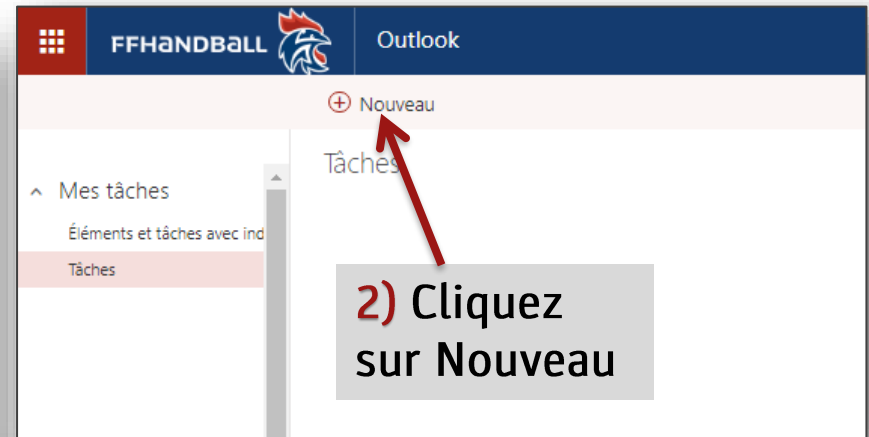 FFHANDBALL
Outlook
Nouveau
Tâches
Mes tâches
Éléments et tâches avec ind
Tâches
2) Cliquez
sur Nouveau